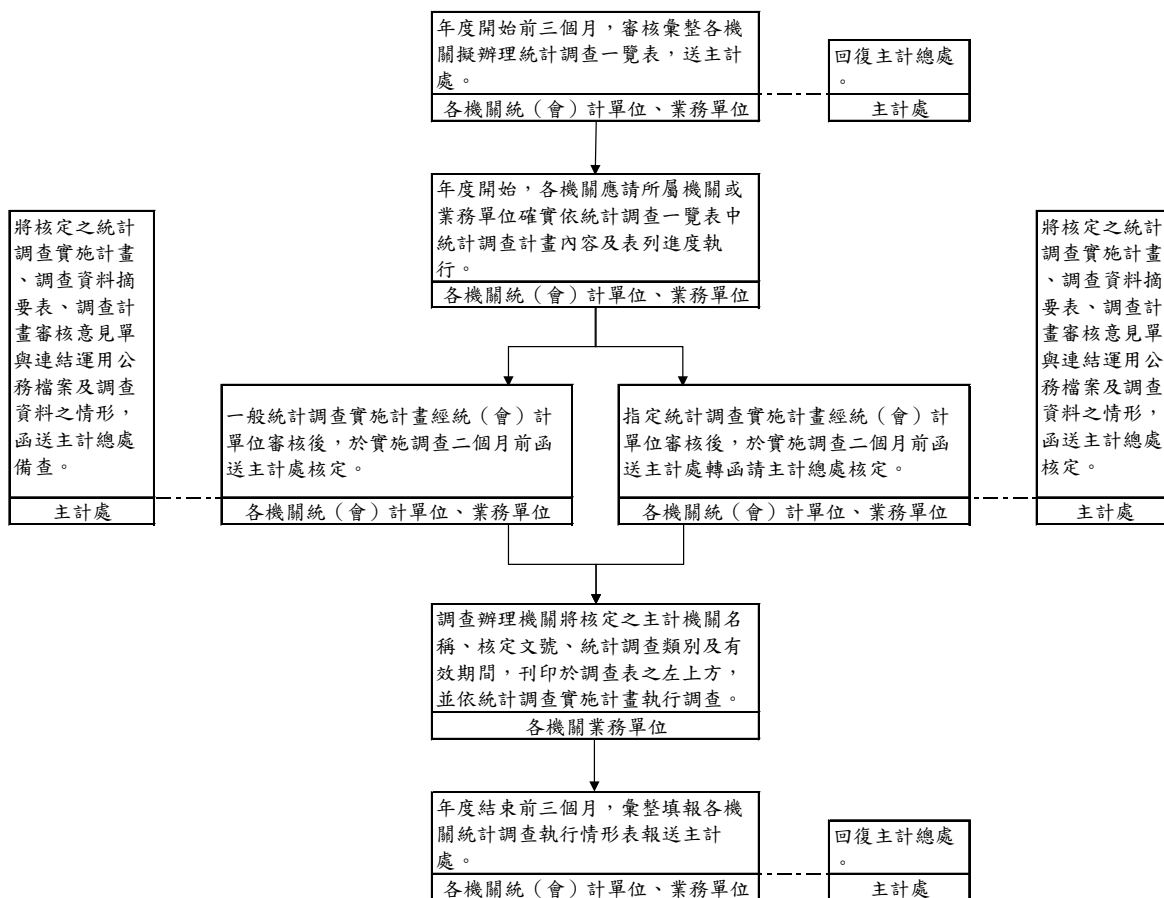 年度開始前三個月，審核彙整各機
關擬辦理統計調查一覽表，送主計
處。
各機關統（會）計單位、業務單位
回復主計總處
。
主計處
年度開始，各機關應請所屬機關或
業務單位確實依統計調查一覽表中
統計調查計畫內容及表列進度執
行。
各機關統（會）計單位、業務單位
將核定之統計
調查實施計畫
、調查資料摘
要表、調查計
畫審核意見單
與連結運用公
務檔案及調查
資料之情形，
函送主計總處
備查。
主計處
一般統計調查實施計畫經統（會）計
單位審核後，於實施調查二個月前函
送主計處核定。
各機關統（會）計單位、業務單位
指定統計調查實施計畫經統（會）計
單位審核後，於實施調查二個月前函
送主計處轉函請主計總處核定。
各機關統（會）計單位、業務單位
將核定之統計
調查實施計畫
、調查資料摘
要表、調查計
畫審核意見單
與連結運用公
務檔案及調查
資料之情形，
函送主計總處
核定。
主計處
調查辦理機關將核定之主計機關名
稱、核定文號、統計調查類別及有
效期間，刊印於調查表之左上方，
並依統計調查實施計畫執行調查。
各機關業務單位
年度結束前三個月，彙整填報各機
關統計調查執行情形表報送主計
處。
各機關統（會）計單位、業務單位
回復主計總處
。
主計處